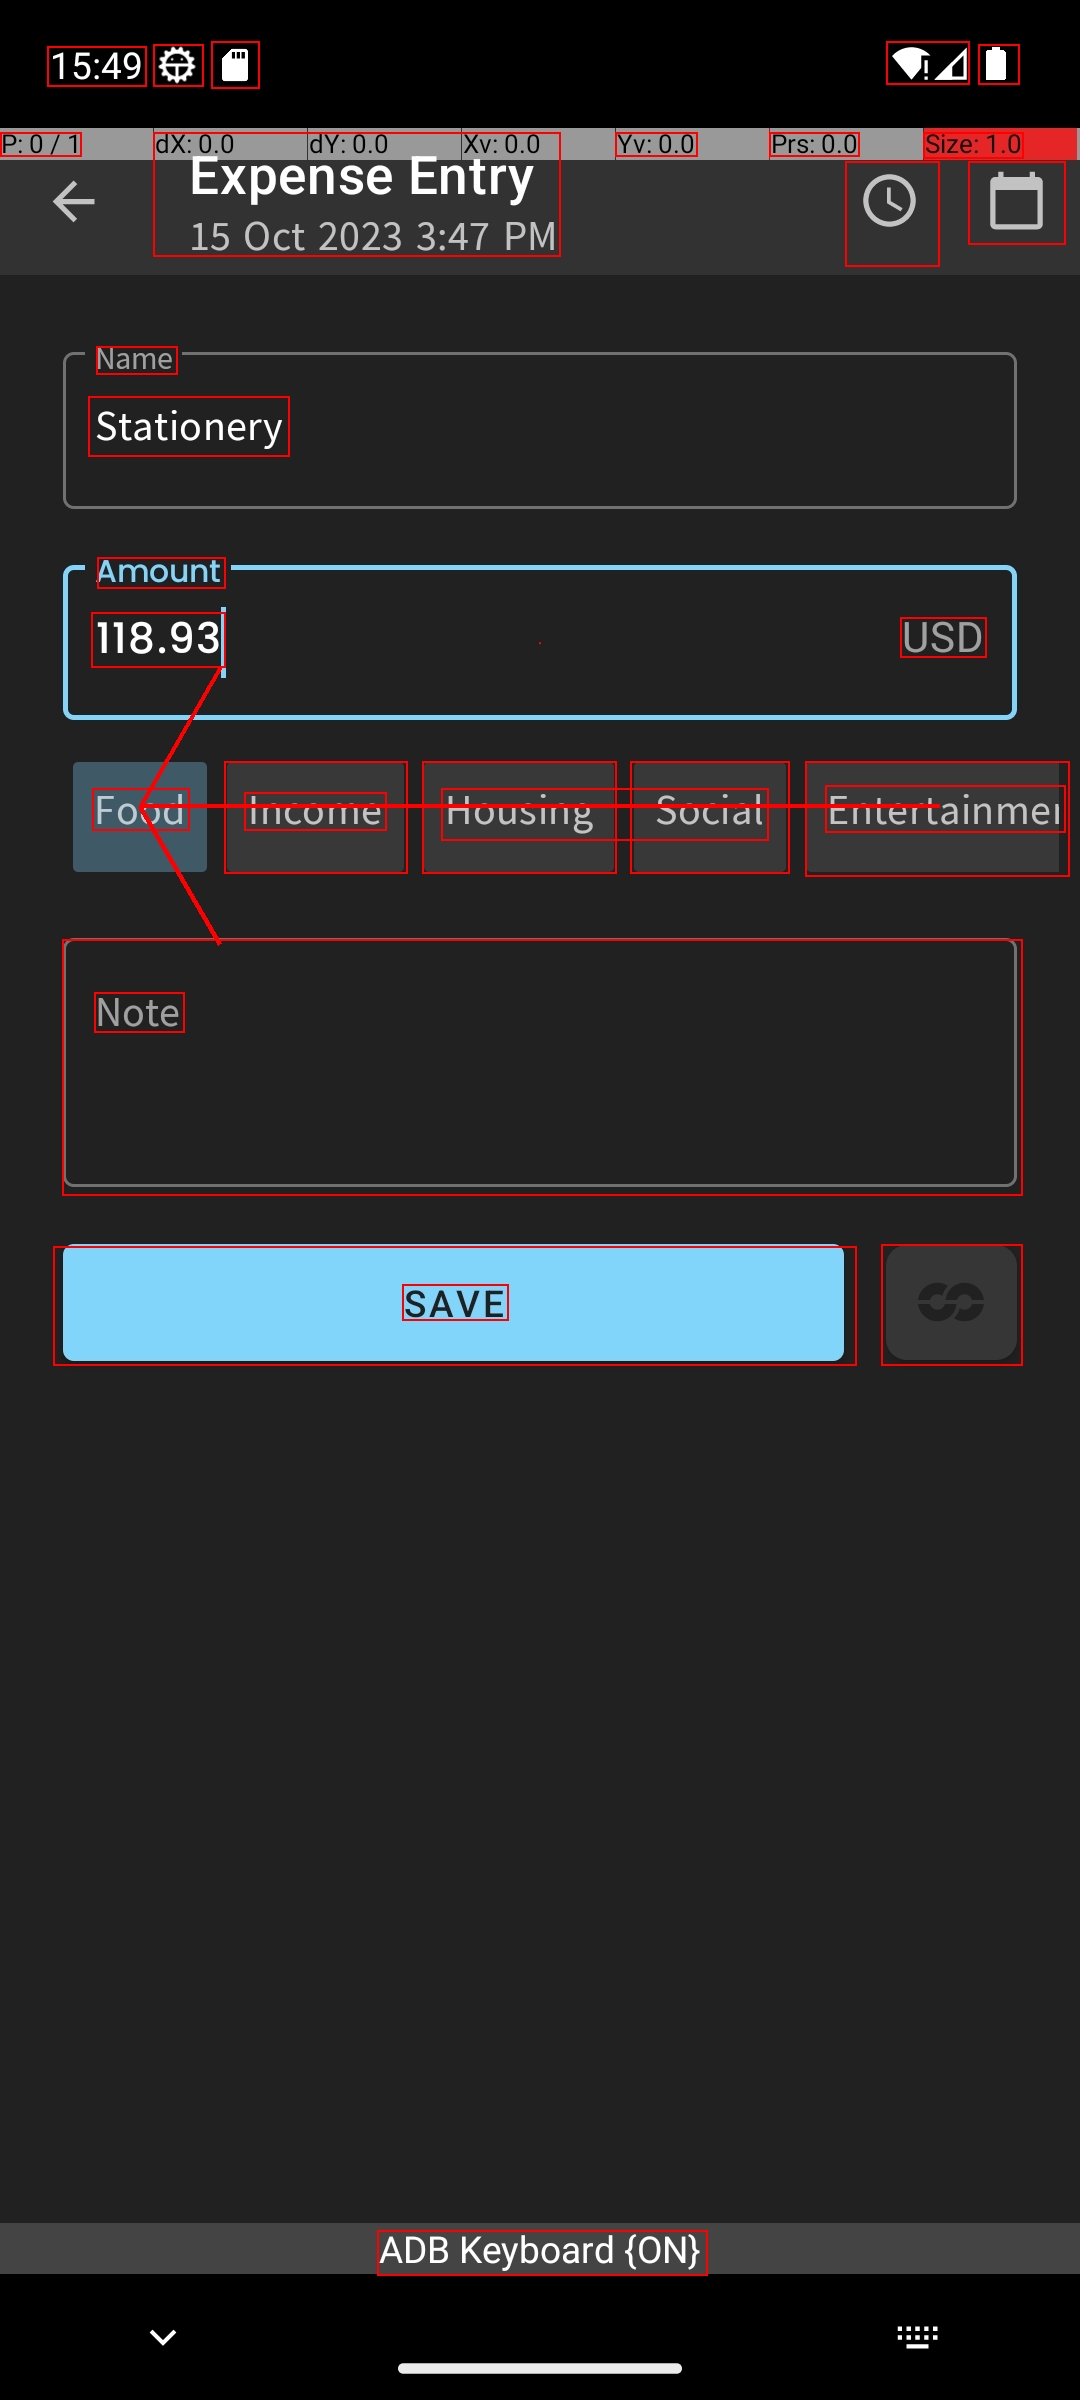 15:49
P: 0 / 1 dX: 0.0 dY: 0.0 Xv: 0.0 Yv: 0.0 Prs: 0.0 Size: 1.0
Expense Entry
15 Oct 2023 3:47 PM
Name
Stationery
Amount
118.93 USD
Food Income Housing Social Entertainmen
Note
SAVE
ADB Keyboard {ON}